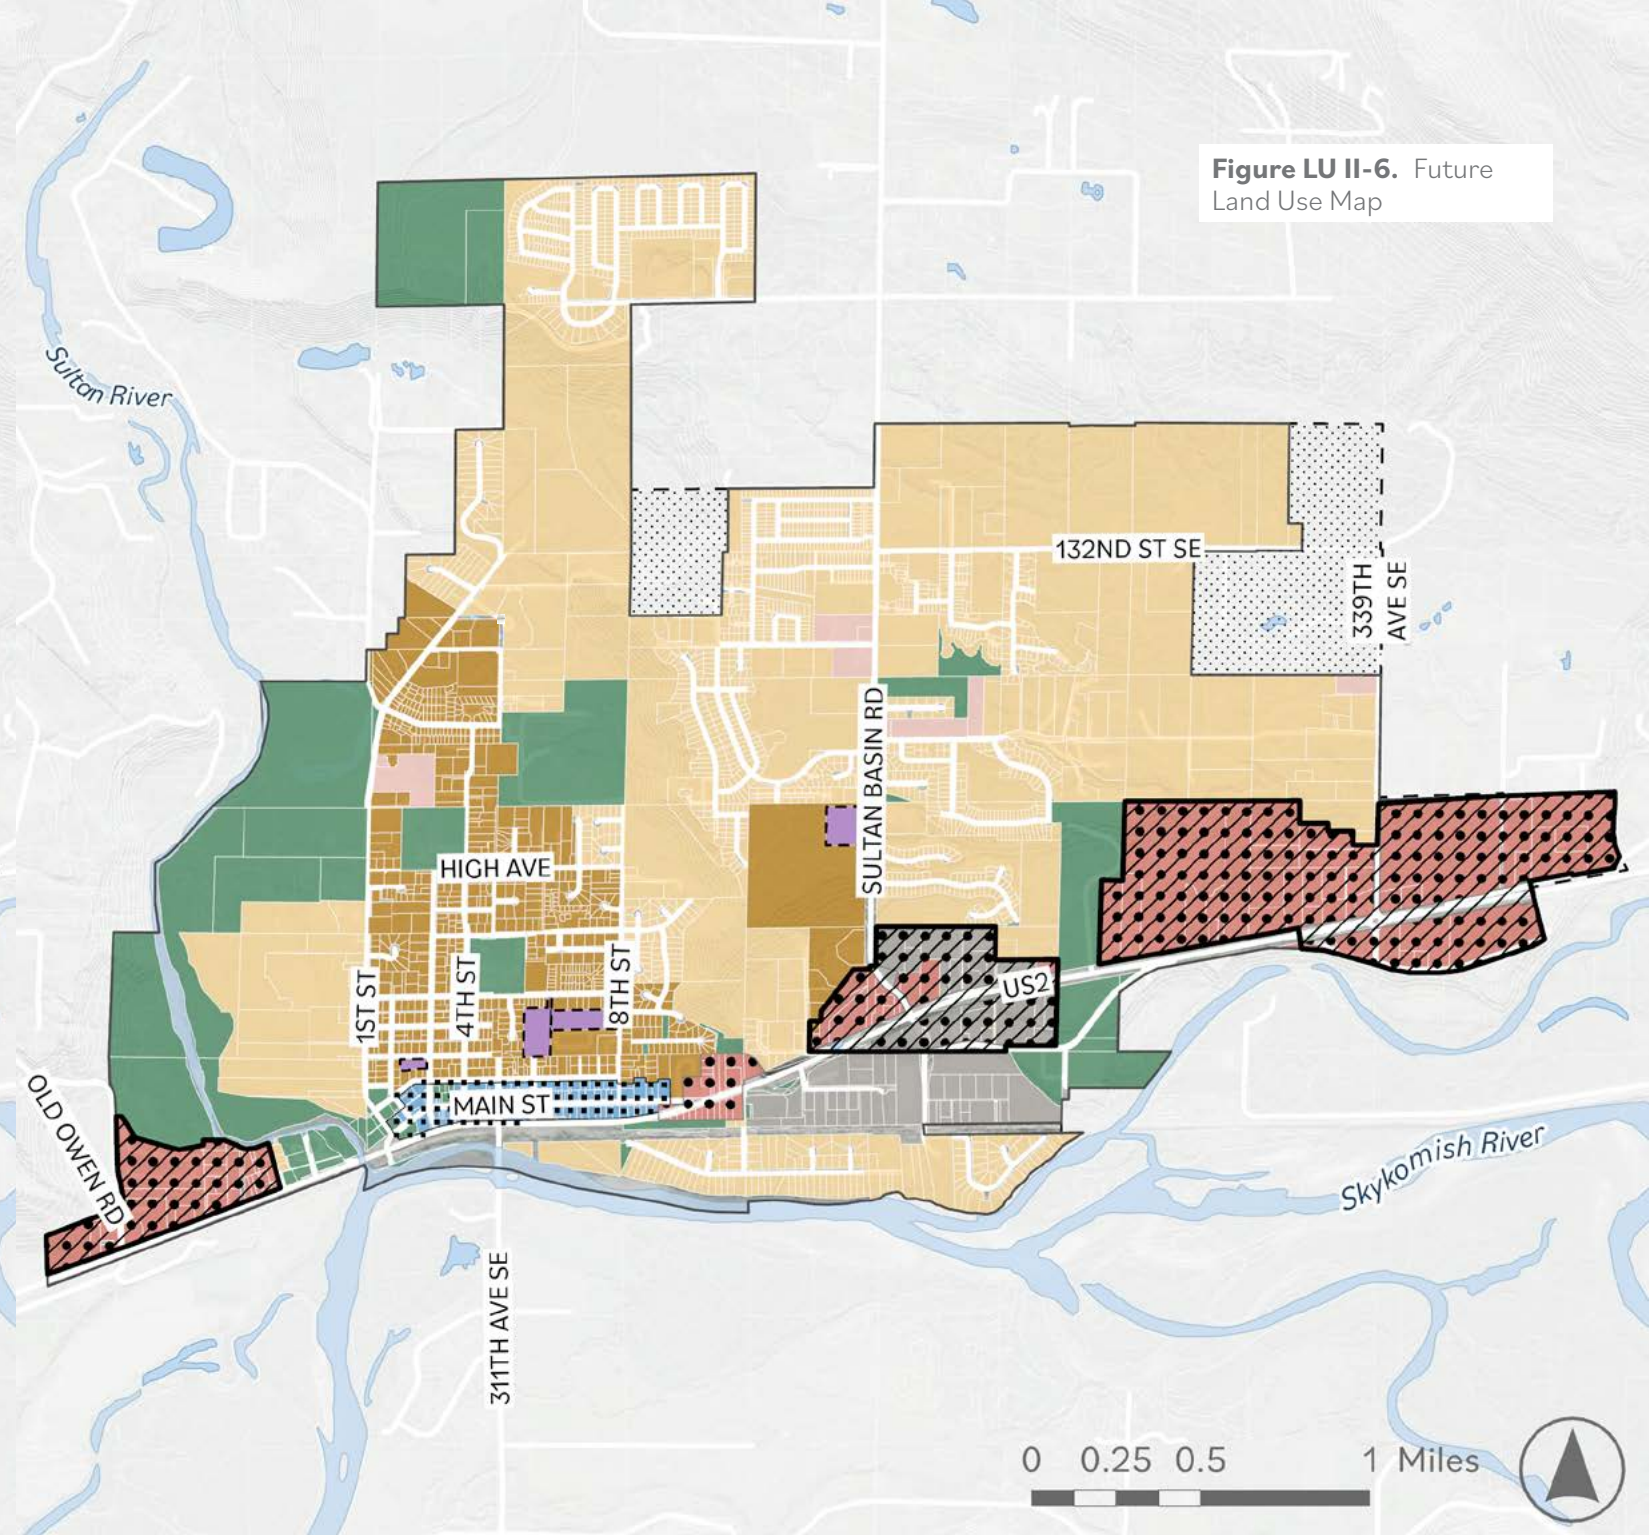 Figure LU II-6. Future
Land Use Map
Sultan River
132ND ST SE
339TH
AVE SE
SULTAN BASIN RD
HIGH AVE
1ST ST
4TH ST
8TH ST
US2
MAIN ST
OLD OWEN RD
Skykomish River
311TH AVE SE
0 0.25 0.5 1 Miles